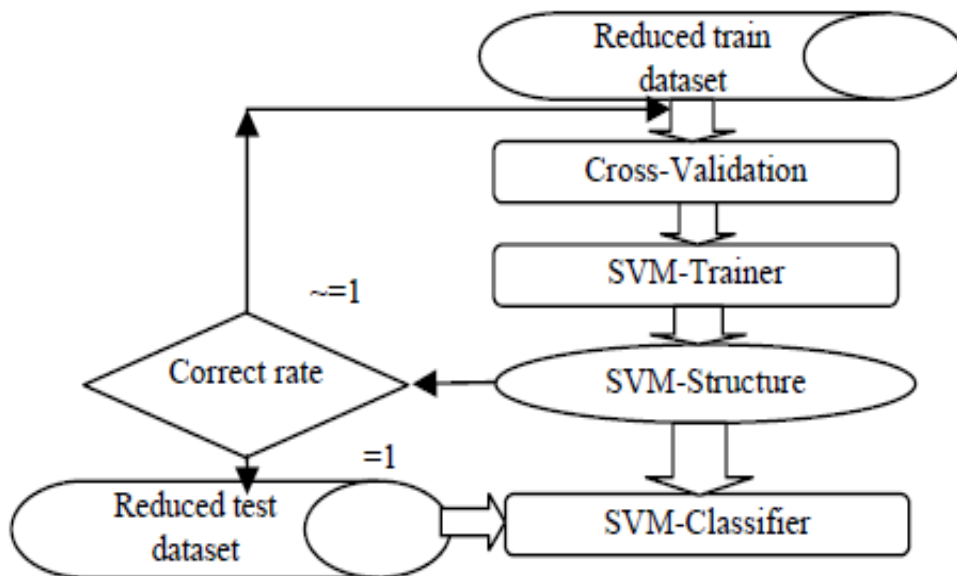 Reduced train
dataset
Cross-Validation
SVM-Trainer
~=1
Correct rate
SVM-Structure
=1
Reduced test
dataset
SVM-Classifier